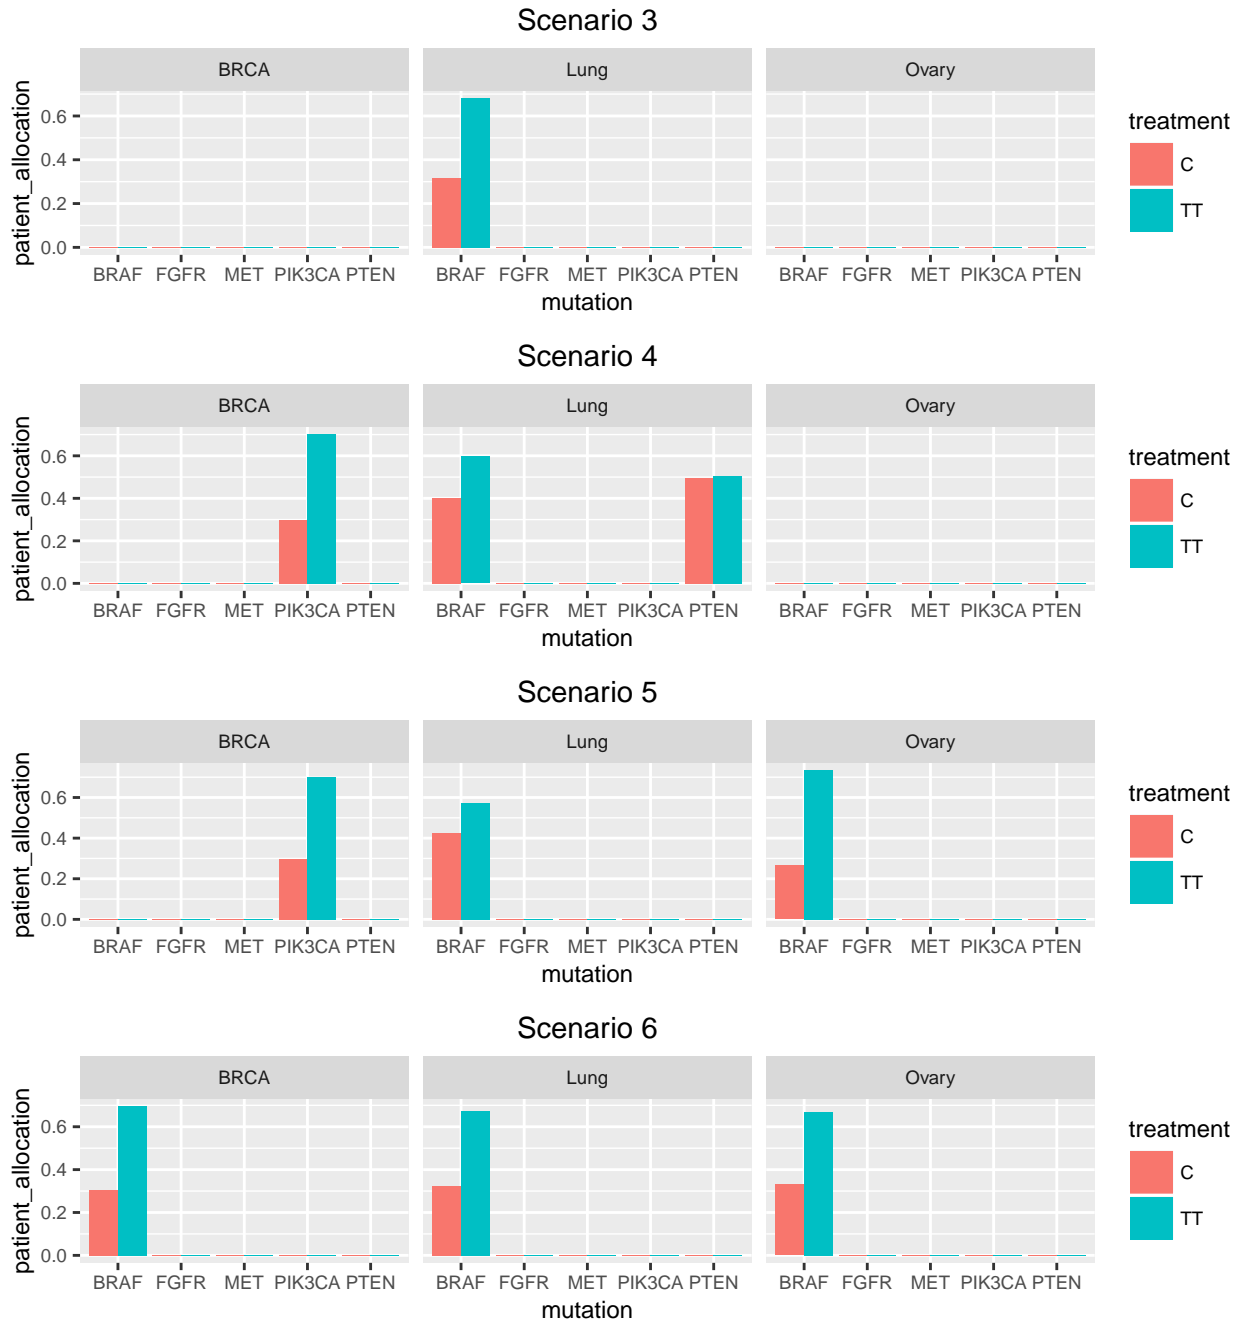 Scenario 3
BRCA Lung Ovary
patient_allocation
0.6
0.4
0.2
0.0
BRAF FGFR MET PIK3CA PTEN BRAF FGFR MET PIK3CA PTEN BRAF FGFR MET PIK3CA PTEN
mutation
treatment
C
TT
Scenario 4
BRCA Lung Ovary
patient_allocation
0.6
0.4
0.2
0.0
BRAF FGFR MET PIK3CA PTEN BRAF FGFR MET PIK3CA PTEN BRAF FGFR MET PIK3CA PTEN
mutation
treatment
C
TT
Scenario 5
BRCA Lung Ovary
patient_allocation
0.6
0.4
0.2
0.0
BRAF FGFR MET PIK3CA PTEN BRAF FGFR MET PIK3CA PTEN BRAF FGFR MET PIK3CA PTEN
mutation
treatment
C
TT
Scenario 6
BRCA Lung Ovary
patient_allocation
0.6
0.4
0.2
0.0
BRAF FGFR MET PIK3CA PTEN BRAF FGFR MET PIK3CA PTEN BRAF FGFR MET PIK3CA PTEN
mutation
treatment
C
TT